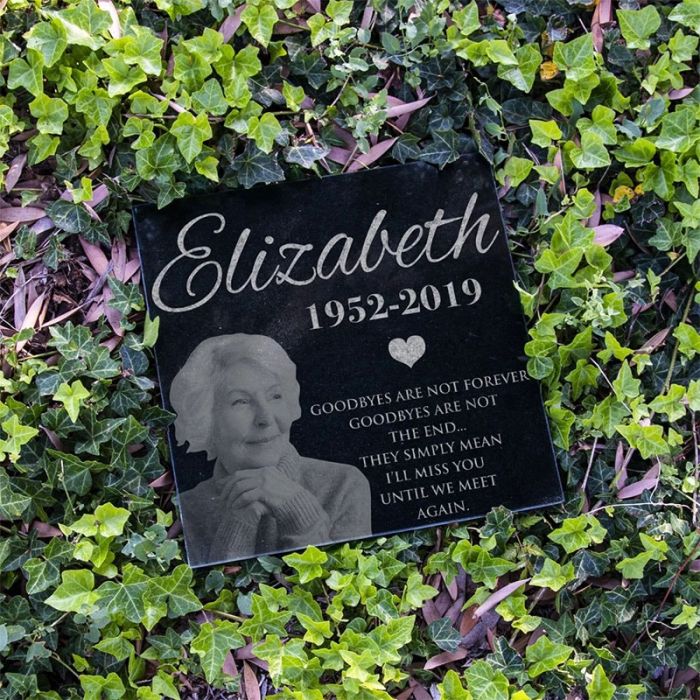 Elizabeth
1952-2019
GOODBYES ARE NOT FOREVER
GOODBYES ARE NOT
THE END...
THEY SIMPLY MEAN
I'LL MISS YOU
UNTIL WE MEET
AGAIN.